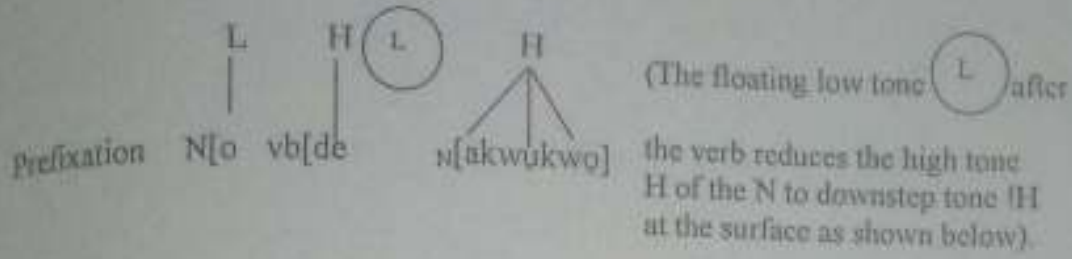 L H (L) H
(The floating low tone (L) after
Prefixation N[o vb[de N[akwukwo]
the verb reduces the high tone
H of the N to downstep tone !H
at the surface as shown below).